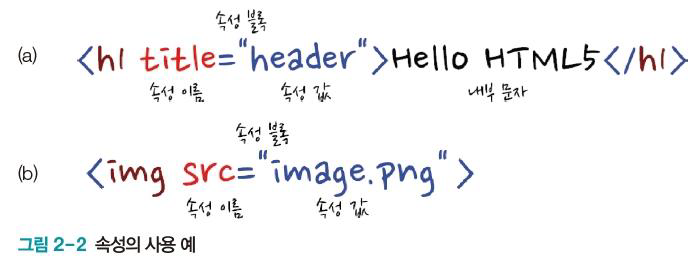 속성 블록
(a) <h1 title="header">Hello HTML5</h1>
속성 이름 속성 값 내부 문자
속성 블록
(b) <img src="image.png">
속성 이름 속성 값
그림 2-2 속성의 사용 예